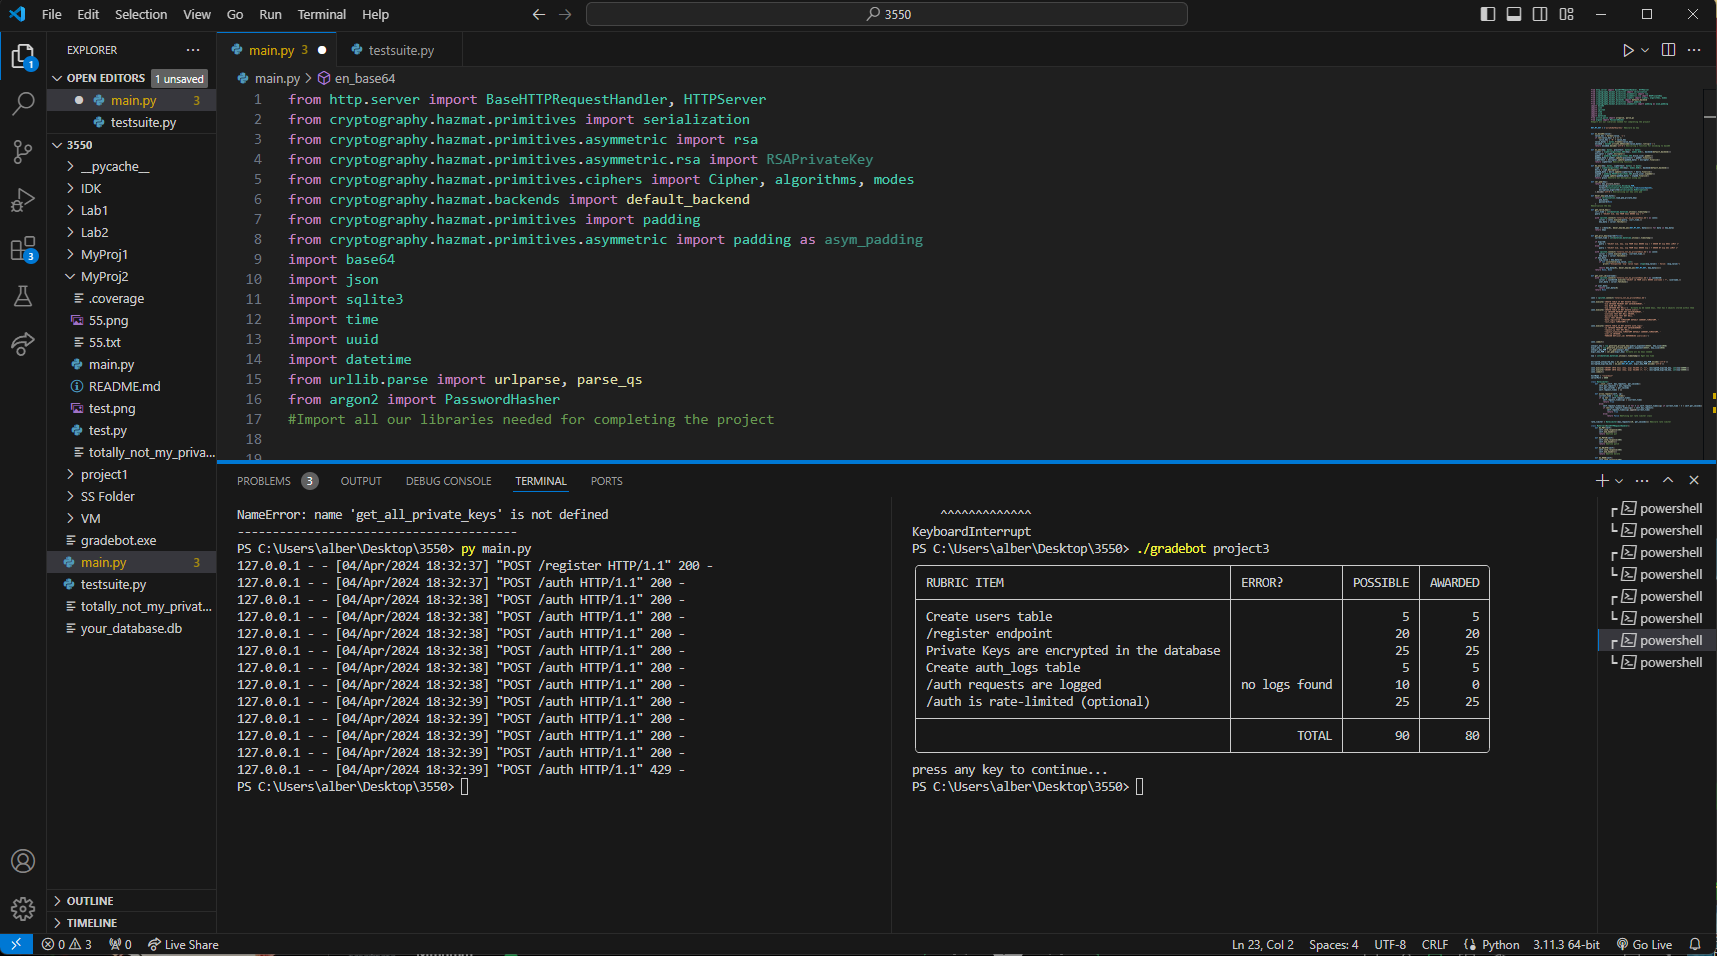 File Edit Selection View Go Run Terminal Help
3550
EXPLORER
OPEN EDITORS 1 unsaved
main.py 3
testsuite.py
3550
__pycache__
IDK
Lab1
Lab2
MyProj1
MyProj2
.coverage
55.png
55.txt
main.py
README.md
test.png
test.py
totally_not_my_priva...
project1
SS Folder
VM
gradebot.exe
main.py 3
testsuite.py
totally_not_my_privat...
your_database.db
OUTLINE
TIMELINE
1
3
main.py 3
testsuite.py
main.py > en_base64
1 from http.server import BaseHTTPRequestHandler, HTTPServer
2 from cryptography.hazmat.primitives import serialization
3 from cryptography.hazmat.primitives.asymmetric import rsa
4 from cryptography.hazmat.primitives.asymmetric.rsa import RSAPrivateKey
5 from cryptography.hazmat.primitives.ciphers import Cipher, algorithms, modes
6 from cryptography.hazmat.backends import default_backend
7 from cryptography.hazmat.primitives import padding
8 from cryptography.hazmat.primitives.asymmetric import padding as asym_padding
9 import base64
10 import json
11 import sqlite3
12 import time
13 import uuid
14 import datetime
15 from urllib.parse import urlparse, parse_qs
16 from argon2 import PasswordHasher
17 #Import all our libraries needed for completing the project
18
19
PROBLEMS 3 OUTPUT DEBUG CONSOLE TERMINAL PORTS
NameError: name 'get_all_private_keys' is not defined
----------------------------------------
PS C:\Users\alber\Desktop\3550> py main.py
127.0.0.1 - - [04/Apr/2024 18:32:37] "POST /register HTTP/1.1" 200 -
127.0.0.1 - - [04/Apr/2024 18:32:37] "POST /auth HTTP/1.1" 200 -
127.0.0.1 - - [04/Apr/2024 18:32:38] "POST /auth HTTP/1.1" 200 -
127.0.0.1 - - [04/Apr/2024 18:32:38] "POST /auth HTTP/1.1" 200 -
127.0.0.1 - - [04/Apr/2024 18:32:38] "POST /auth HTTP/1.1" 200 -
127.0.0.1 - - [04/Apr/2024 18:32:38] "POST /auth HTTP/1.1" 200 -
127.0.0.1 - - [04/Apr/2024 18:32:38] "POST /auth HTTP/1.1" 200 -
127.0.0.1 - - [04/Apr/2024 18:32:38] "POST /auth HTTP/1.1" 200 -
127.0.0.1 - - [04/Apr/2024 18:32:39] "POST /auth HTTP/1.1" 200 -
127.0.0.1 - - [04/Apr/2024 18:32:39] "POST /auth HTTP/1.1" 200 -
127.0.0.1 - - [04/Apr/2024 18:32:39] "POST /auth HTTP/1.1" 200 -
127.0.0.1 - - [04/Apr/2024 18:32:39] "POST /auth HTTP/1.1" 200 -
127.0.0.1 - - [04/Apr/2024 18:32:39] "POST /auth HTTP/1.1" 429 -
PS C:\Users\alber\Desktop\3550>
^^^^^^^^^^^^^
KeyboardInterrupt
PS C:\Users\alber\Desktop\3550> ./gradebot project3
RUBRIC ITEM ERROR? POSSIBLE AWARDED
Create users table 5 5
/register endpoint 20 20
Private Keys are encrypted in the database 25 25
Create auth_logs table 5 5
/auth requests are logged no logs found 10 0
/auth is rate-limited (optional) 25 25
TOTAL 90 80
press any key to continue...
PS C:\Users\alber\Desktop\3550>
powershell
powershell
powershell
powershell
powershell
powershell
powershell
powershell
0 3 0 Live Share Ln 23, Col 2 Spaces: 4 UTF-8 CRLF Python 3.11.3 64-bit Go Live